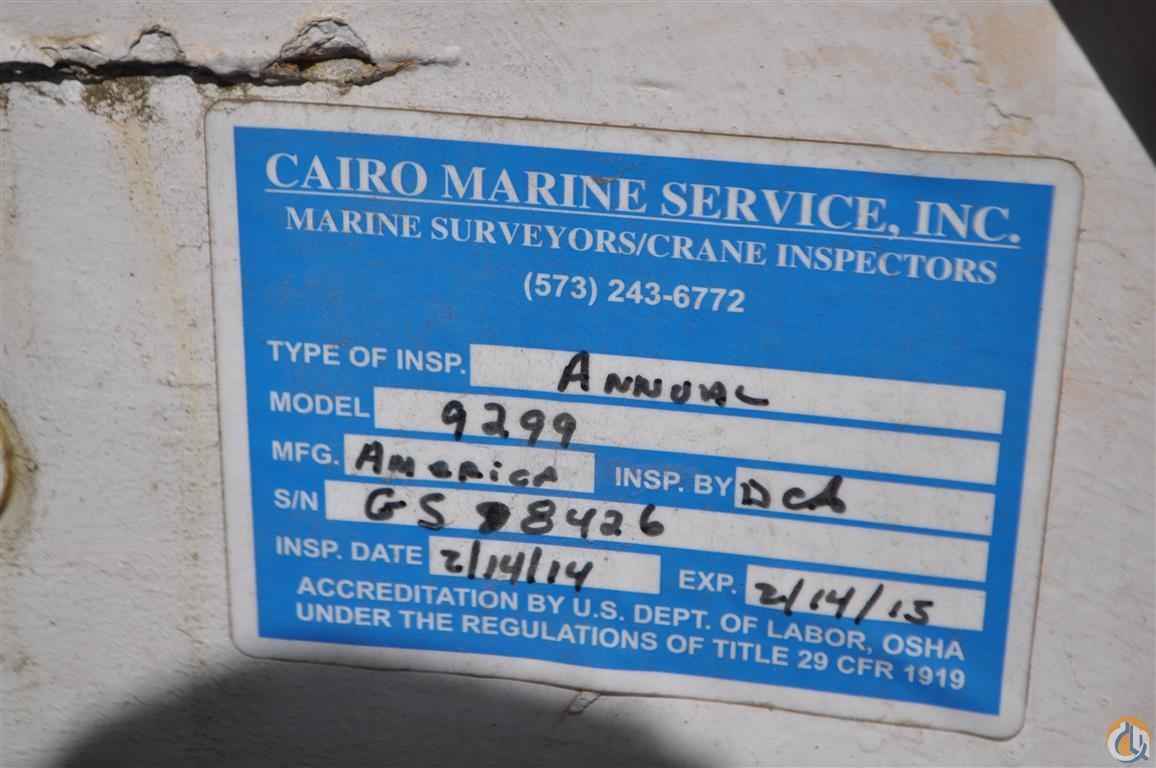 CAIRO MARINE SERVICE, INC.
MARINE SURVEYORS/CRANE INSPECTORS
(573) 243-6772
TYPE OF INSP. ANNUAL
MODEL 9299
MFG. America INSP. BY
S/N GS 8426
INSP. DATE 2/14/14 EXP. 2/14/15
ACCREDITATION BY U.S. DEPT. OF LABOR, OSHA
UNDER THE REGULATIONS OF TITLE 29 CFR 1919